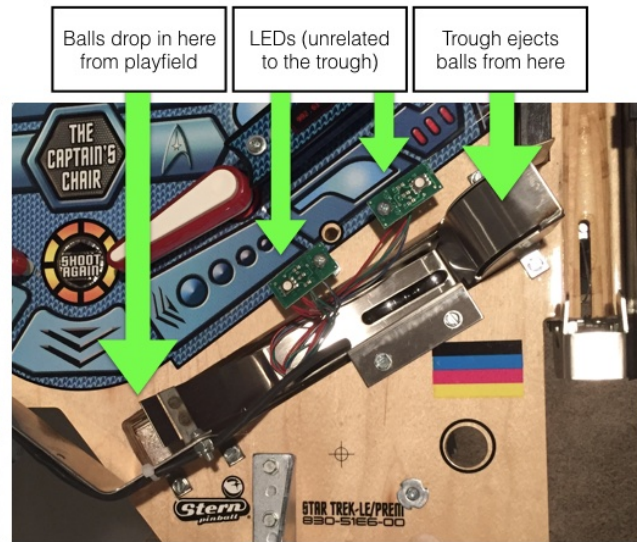 Balls drop in here
from playfield
LEDs (unrelated
to the trough)
Trough ejects
balls from here
THE
CAPTAIN'S
CHAIR
SHOOT
AGAIN
Stern
pinball
STAR TREK-LE/PREM
830-51E6-00